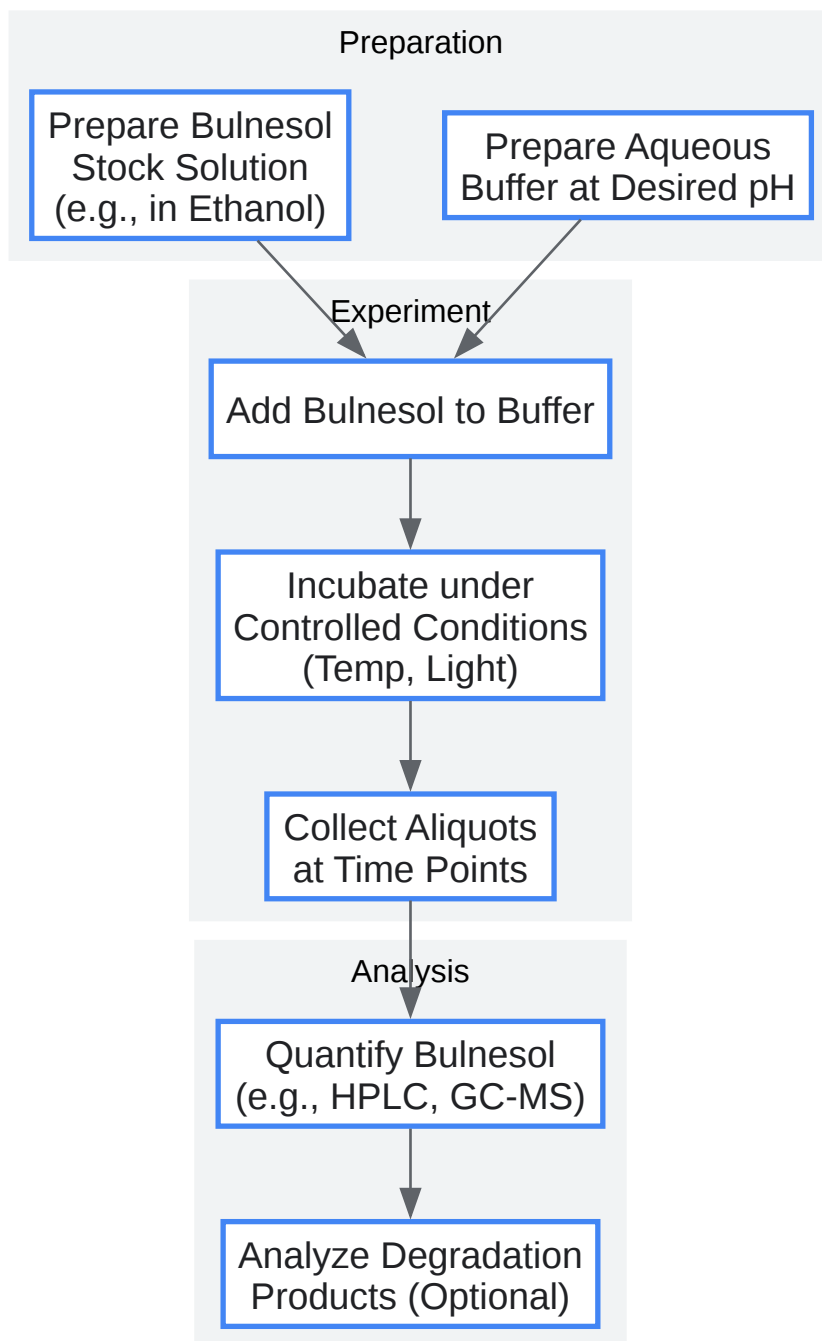 Preparation
Prepare Bulnesol
Stock Solution
(e.g., in Ethanol)
Prepare Aqueous
Buffer at Desired pH
Experiment
Add Bulnesol to Buffer
Incubate under
Controlled Conditions
(Temp, Light)
Collect Aliquots
at Time Points
Analysis
Quantify Bulnesol
(e.g., HPLC, GC-MS)
Analyze Degradation
Products (Optional)